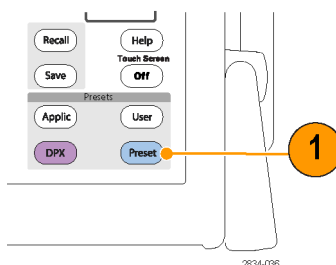 Recall
Help
Touch Screen
Save
Off
Presets
Applic
User
DPX
Preset
1
2834-036